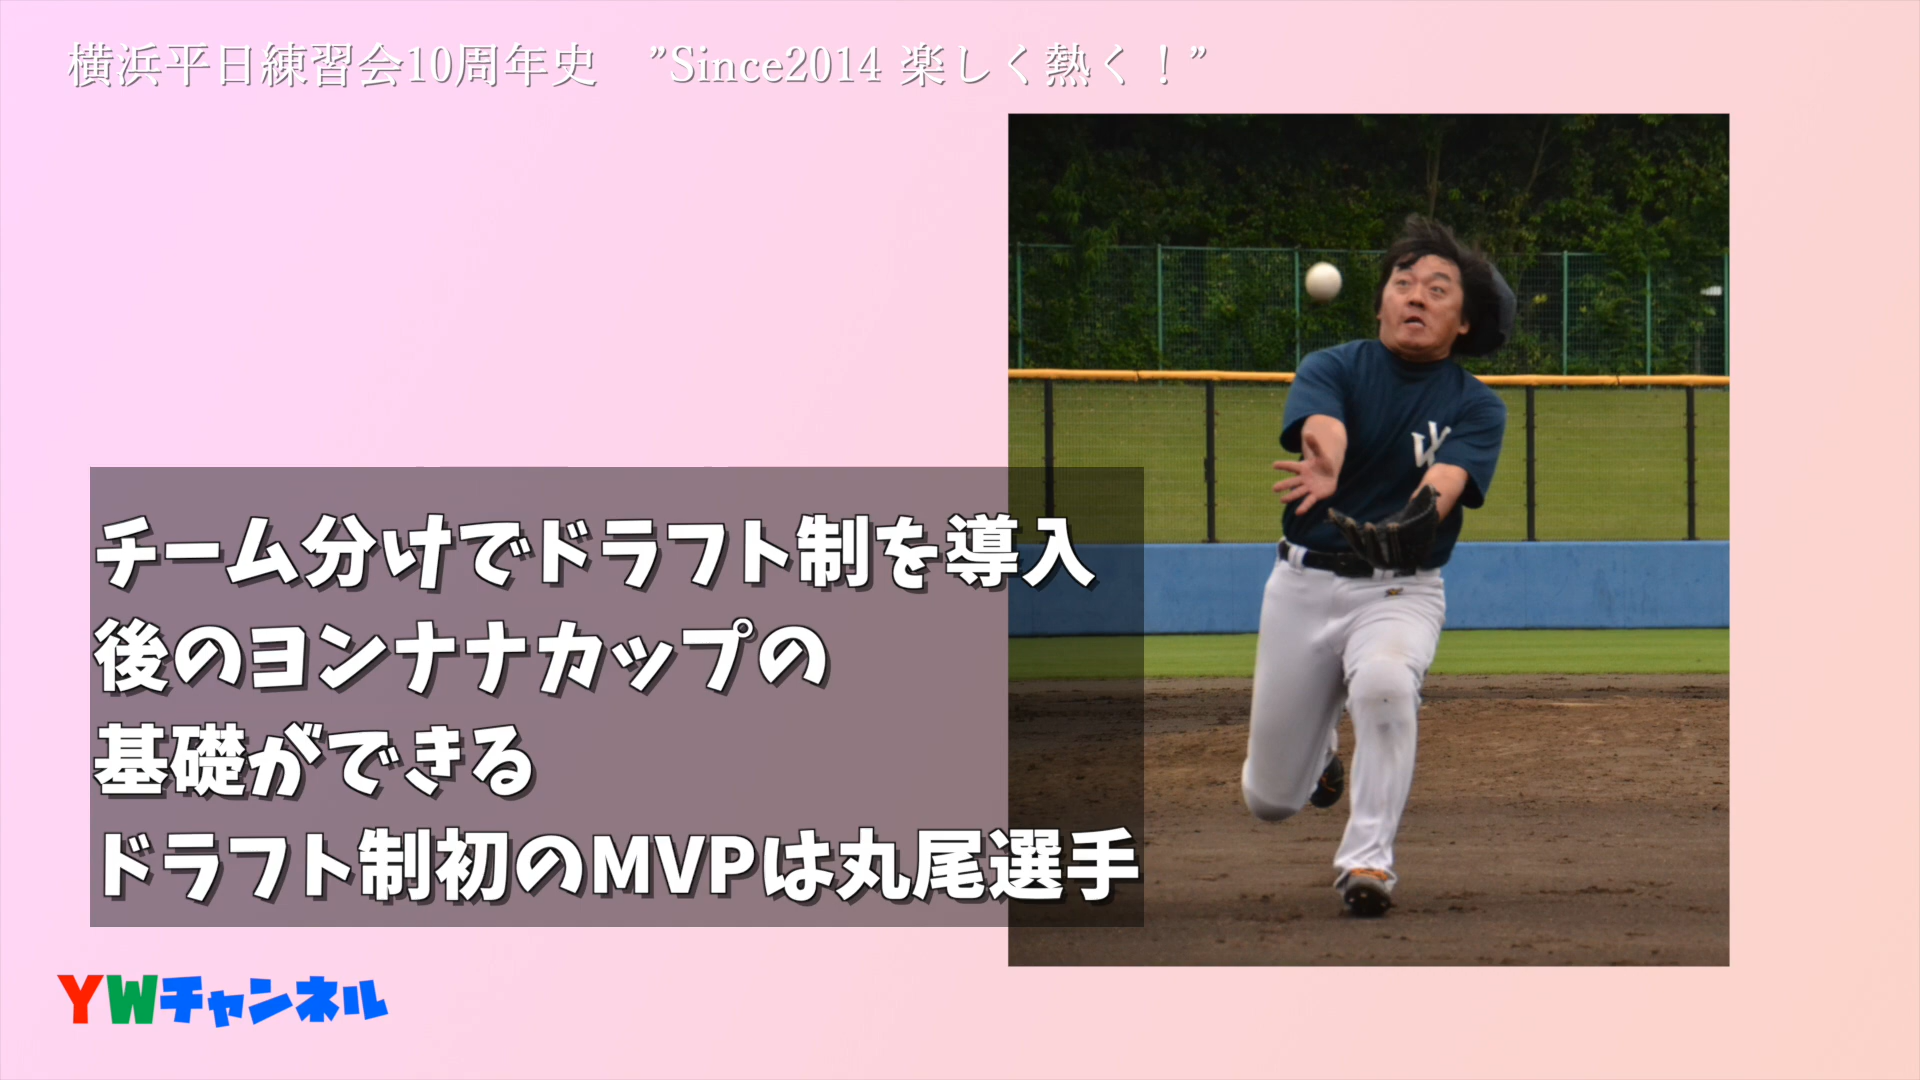 横浜平日練習会10周年史　”Since2014 楽しく熱く！”
チーム分けでドラフト制を導入
後のヨンナナカップの
基礎ができる
ドラフト制初のMVPは丸尾選手
YWチャンネル